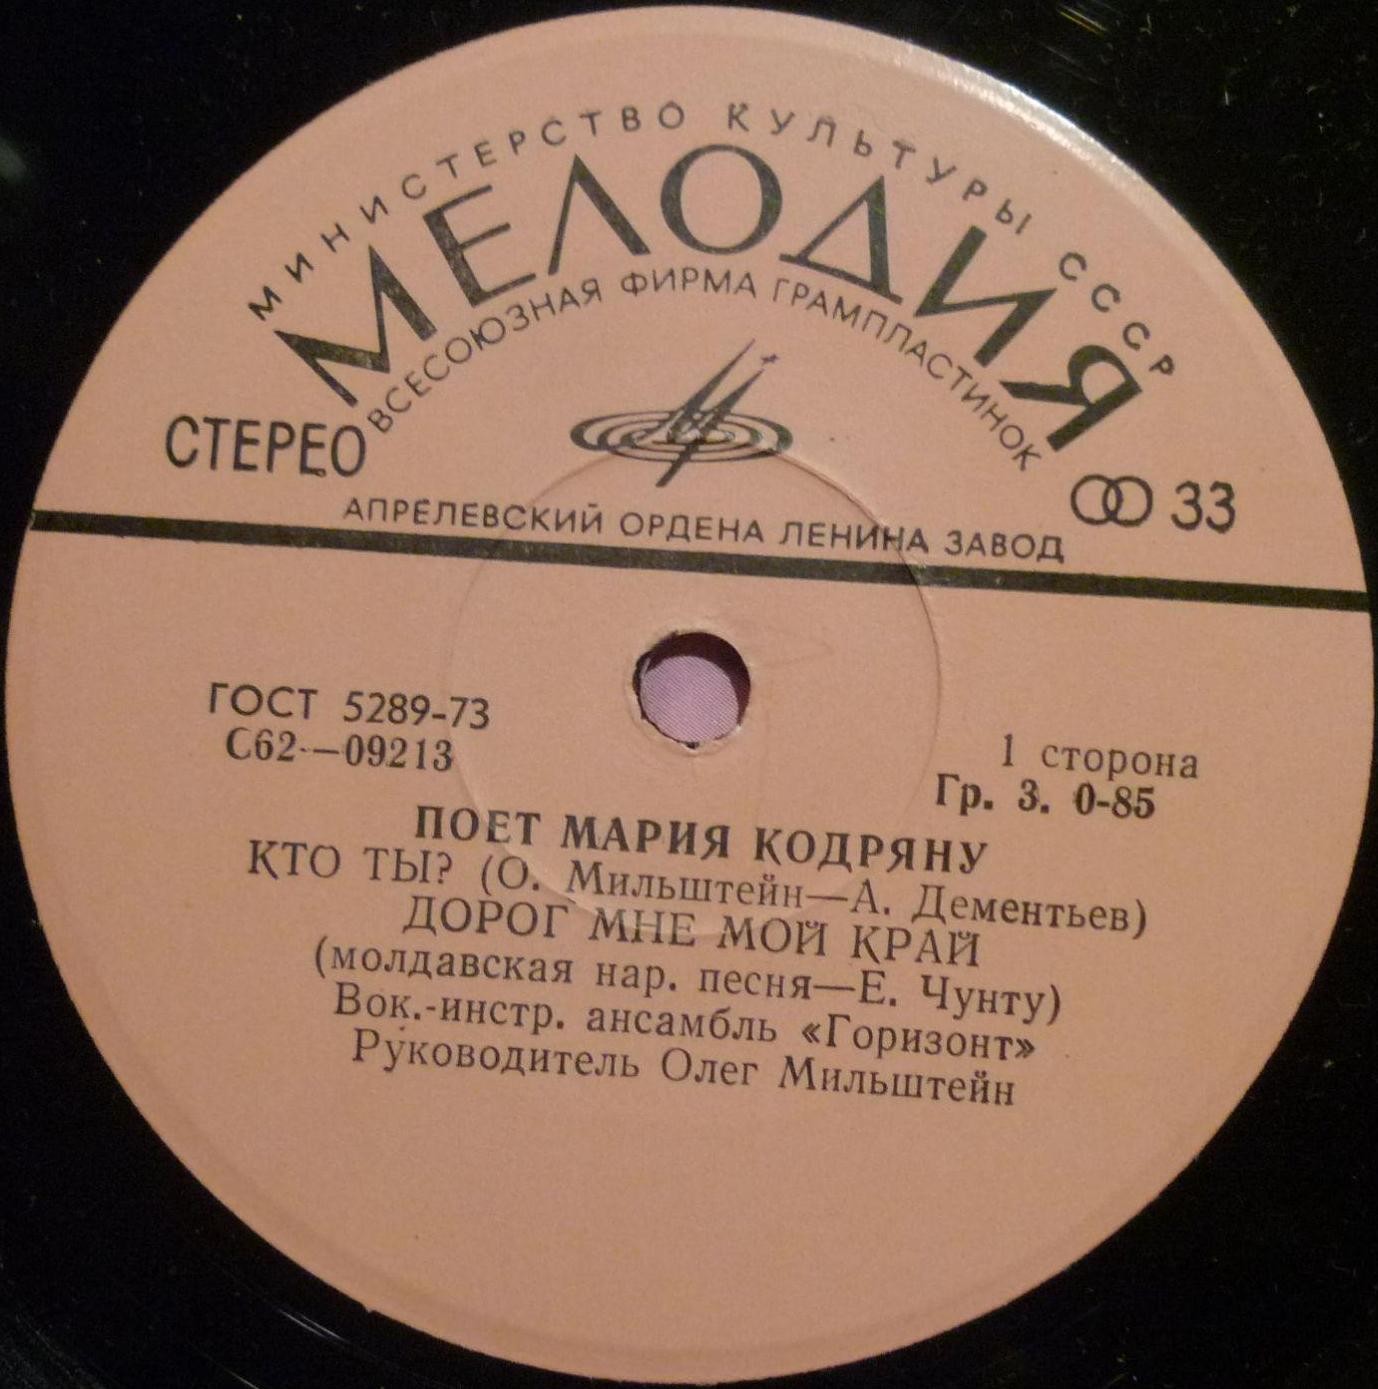 МИНИСТЕРСТВО КУЛЬТУРЫ СССР
МЕЛОДИЯ
ВСЕСОЮЗНАЯ ФИРМА ГРАМПЛАСТИНОК
СТЕРЕО
33
АПРЕЛЕВСКИЙ ОРДЕНА ЛЕНИНА ЗАВОД
ГОСТ 5289-73
С62—09213
1 сторона
Гр. 3. 0-85
ПОЕТ МАРИЯ КОДРЯНУ
КТО ТЫ? (О. Мильштейн—А. Дементьев)
ДОРОГ МНЕ МОЙ КРАЙ
(молдавская нар. песня—Е. Чунту)
Вок.-инстр. ансамбль «Горизонт»
Руководитель Олег Мильштейн